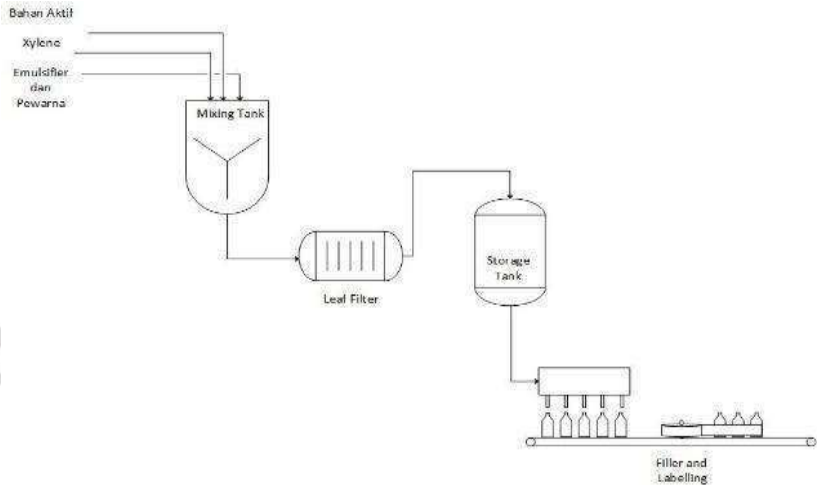 Bahan Aktif
Xylene
Emulsifier
dan
Pewarna
Mixing Tank
Leaf Filter
Storage
Tank
Filler and
Labelling